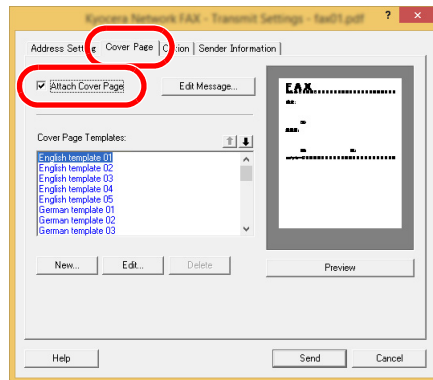 Kyocera Network FAX - Transmit Settings - fax01.pdf
Address Setting Cover Page Option Sender Information
Attach Cover Page
Edit Message...
FAX
Cover Page Templates:
English template 01
English template 02
English template 03
English template 04
English template 05
German template 01
German template 02
German template 03
New... Edit... Delete
Preview
Help Send Cancel